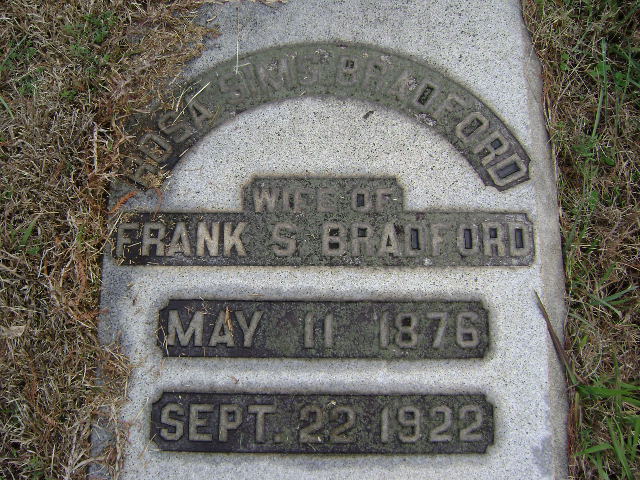 ROSA SIMS BRADFORD
WIFE OF
FRANK S. BRADFORD
MAY 11 1876
SEPT. 22 1922